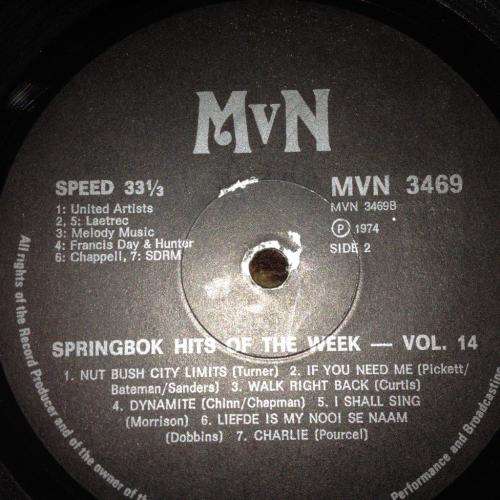 MvN
SPEED 33⅓
1: United Artists
2, 5: Laetrec
3: Melody Music
4: Francis Day & Hunter
6: Chappell, 7: SDRM
MVN 3469
MVN 3469B
Ⓟ 1974
SIDE 2
SPRINGBOK HITS OF THE WEEK — VOL. 14
1. NUT BUSH CITY LIMITS (Turner) 2. IF YOU NEED ME (Pickett/
Bateman/Sanders) 3. WALK RIGHT BACK (Curtis)
4. DYNAMITE (Chinn/Chapman) 5. I SHALL SING
(Morrison) 6. LIEFDE IS MY NOOI SE NAAM
(Dobbins) 7. CHARLIE (Pourcel)
All rights of the Record Producer and of the owner of the
Performance and Broadcasting